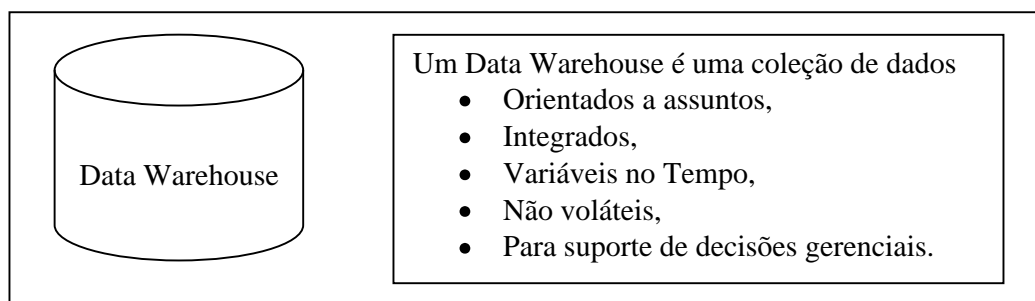 Data Warehouse
Um Data Warehouse é uma coleção de dados
• Orientados a assuntos,
• Integrados,
• Variáveis no Tempo,
• Não voláteis,
• Para suporte de decisões gerenciais.